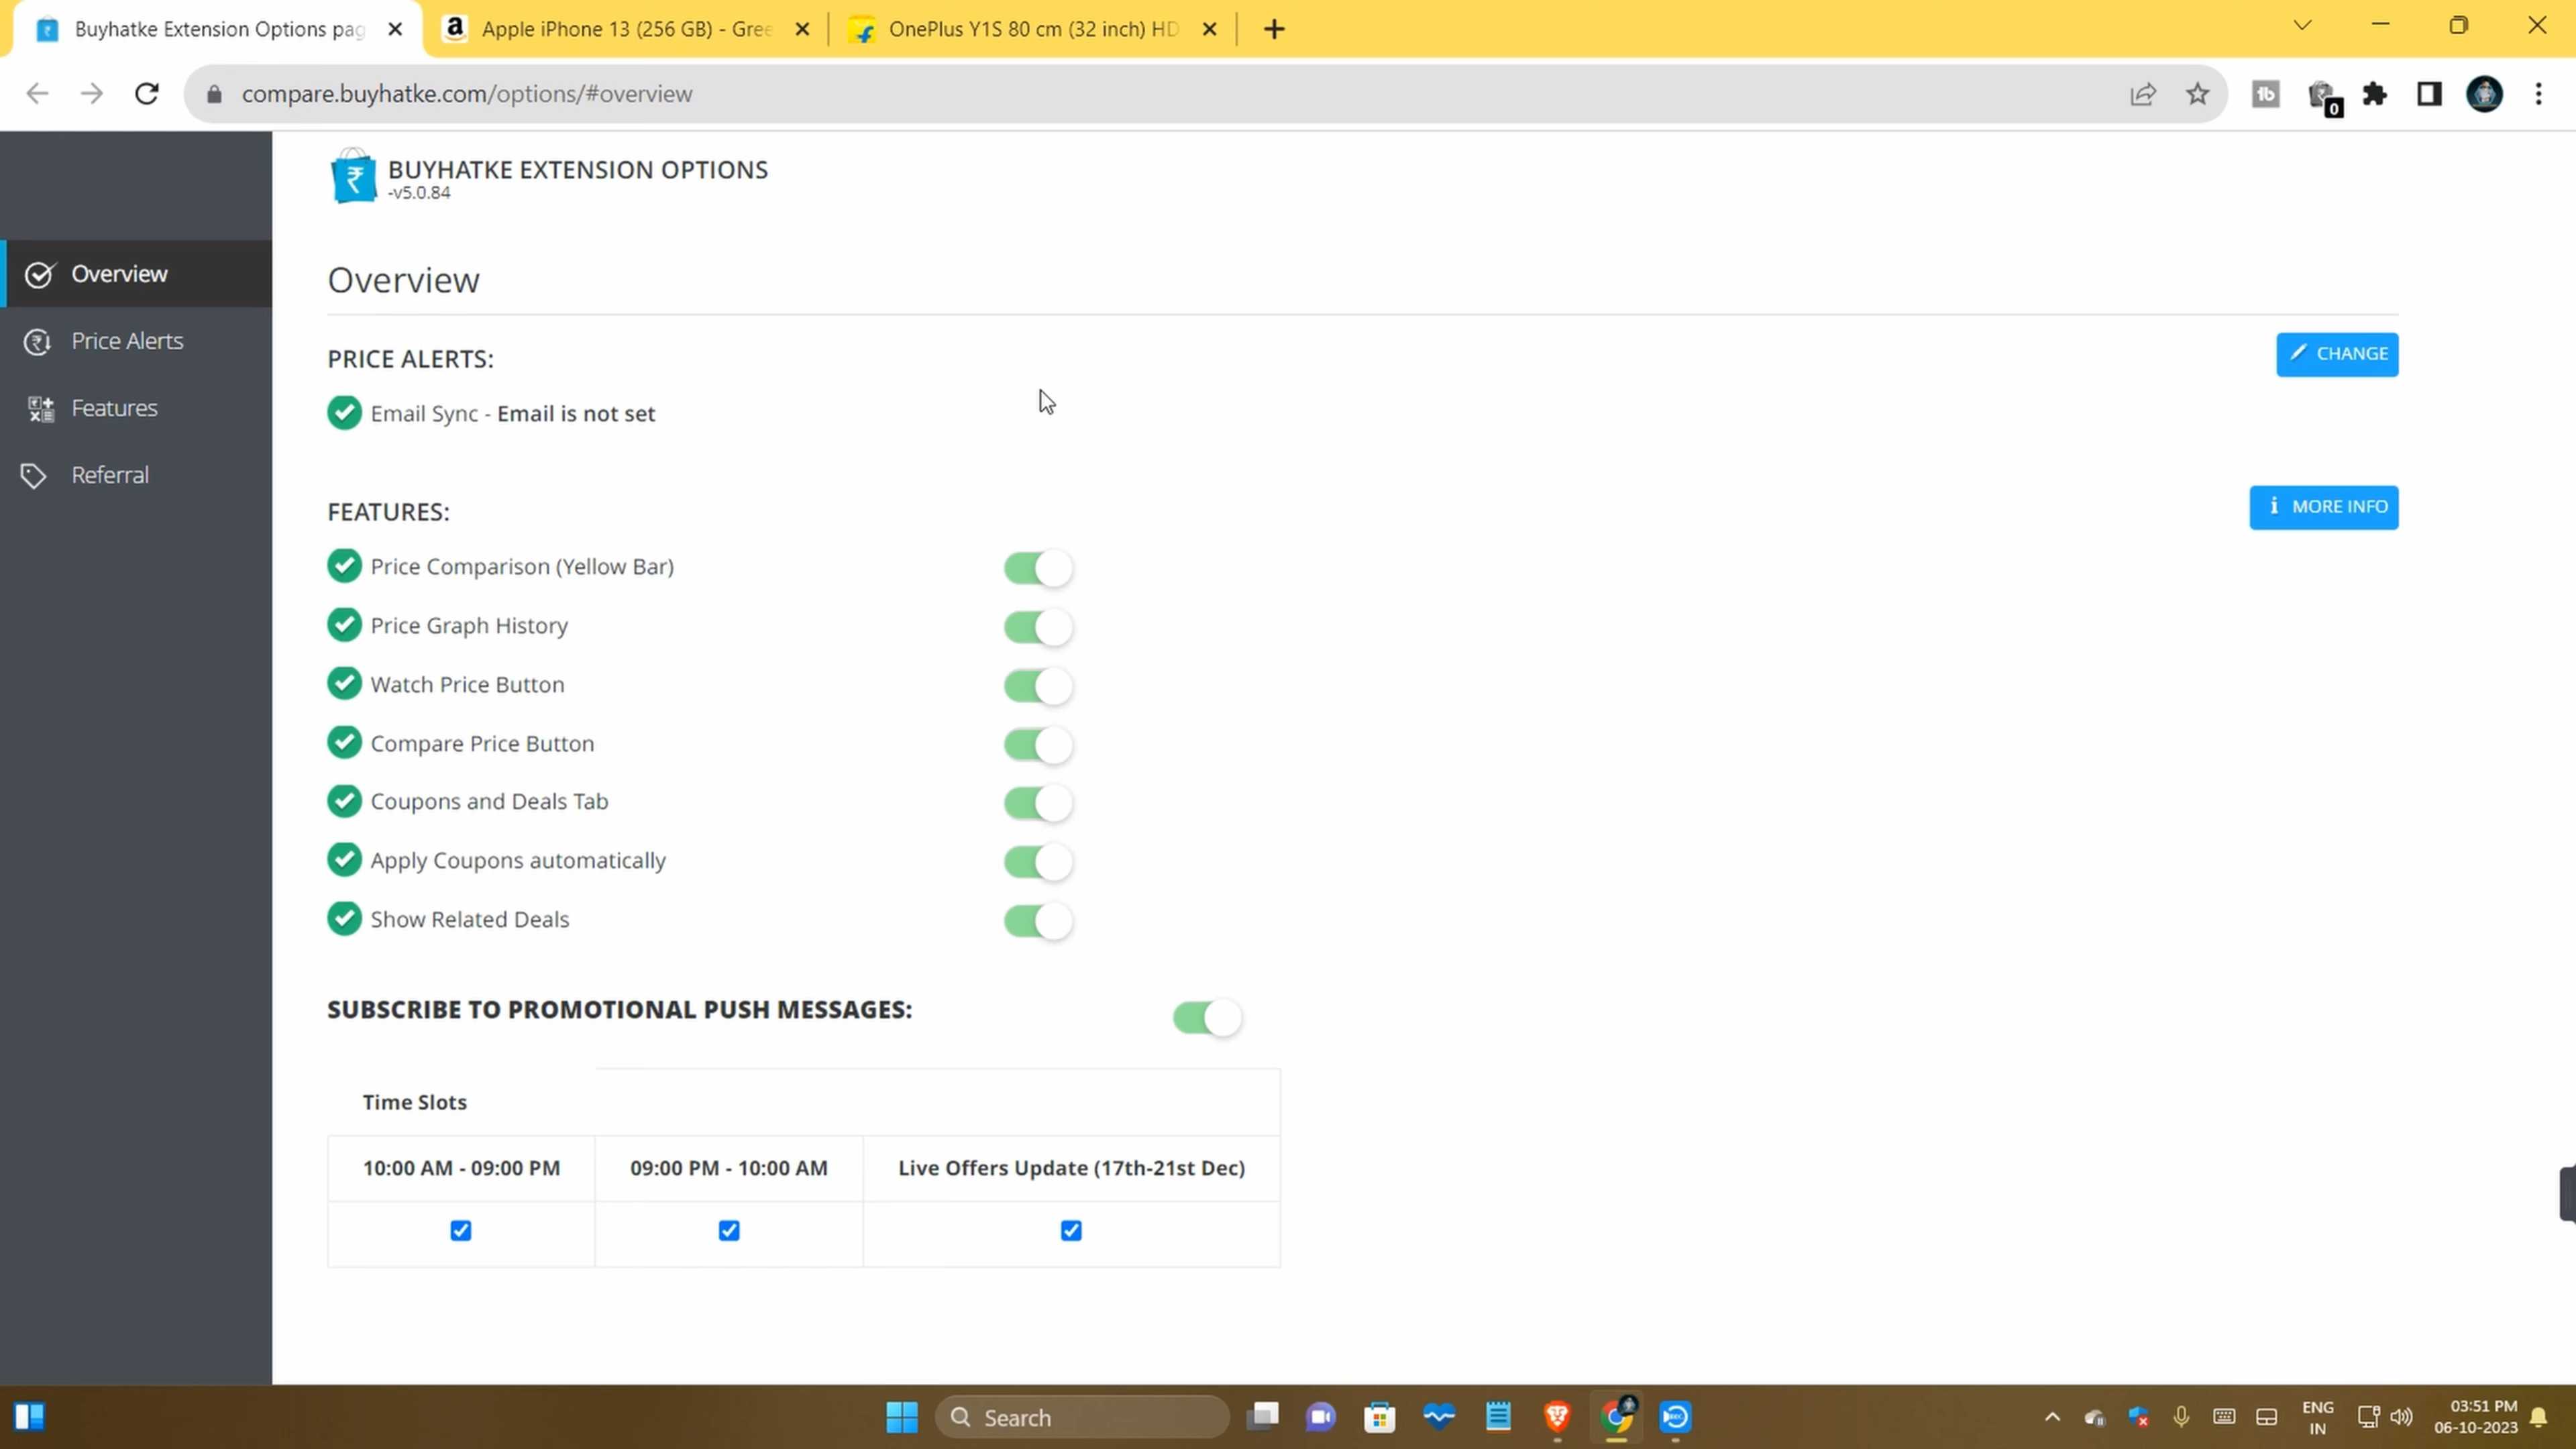 Buyhatke Extension Options pag
Apple iPhone 13 (256 GB) - Gree
OnePlus Y1S 80 cm (32 inch) HD
compare.buyhatke.com/options/#overview
0
BUYHATKE EXTENSION OPTIONS
-v5.0.84
Overview
Price Alerts
Features
Referral
Overview
PRICE ALERTS:
CHANGE
Email Sync - Email is not set
FEATURES:
MORE INFO
Price Comparison (Yellow Bar)
Price Graph History
Watch Price Button
Compare Price Button
Coupons and Deals Tab
Apply Coupons automatically
Show Related Deals
SUBSCRIBE TO PROMOTIONAL PUSH MESSAGES:
Time Slots
10:00 AM - 09:00 PM
09:00 PM - 10:00 AM
Live Offers Update (17th-21st Dec)
Search
ENG
IN
03:51 PM
06-10-2023